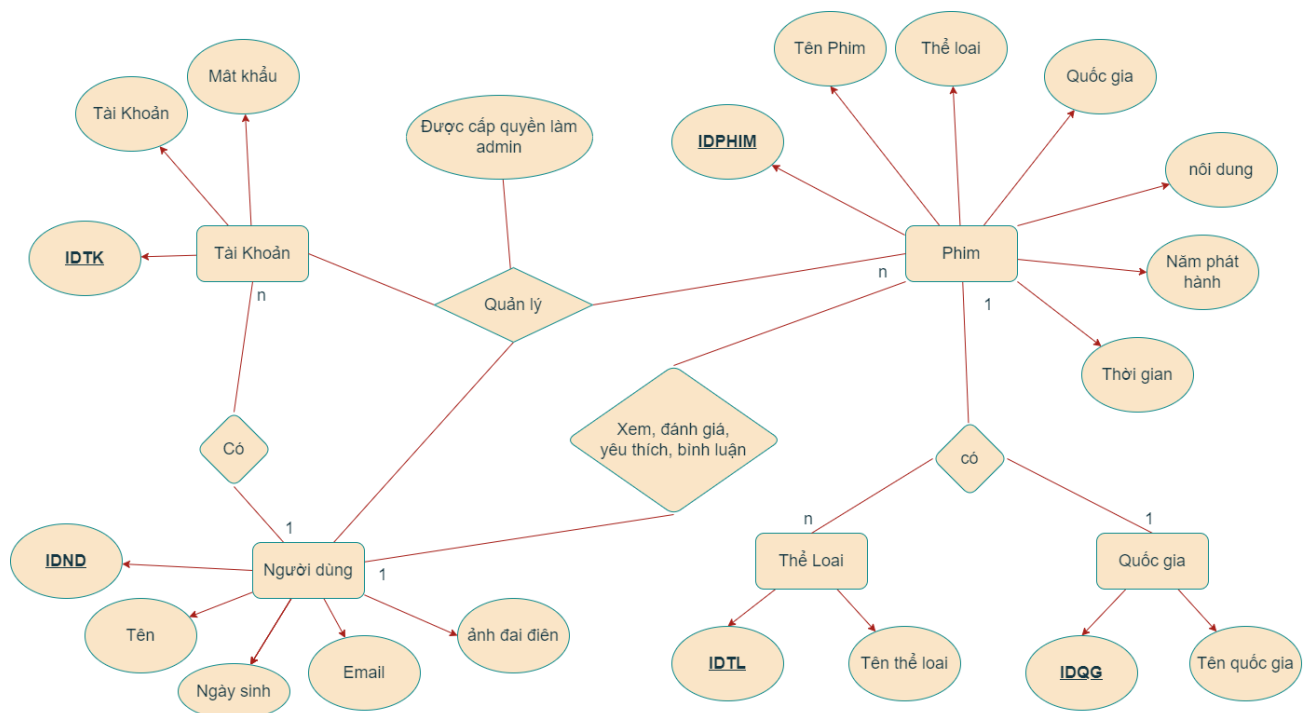 Tên Phim
Thể loai
Mât khẩu
Quốc gia
Tài Khoản
Được cấp quyền làm
admin
IDPHIM
nôi dung
Tài Khoản
Phim
IDTK
Năm phát
hành
n
n
Quản lý
1
Thời gian
Xem, đánh giá,
yêu thích, bình luận
Có
có
n
1
1
IDND
Người dùng
1
Thể Loai
Quốc gia
Tên
ảnh đai điên
Email
IDTL
Tên thể loai
IDQG
Tên quốc gia
Ngày sinh